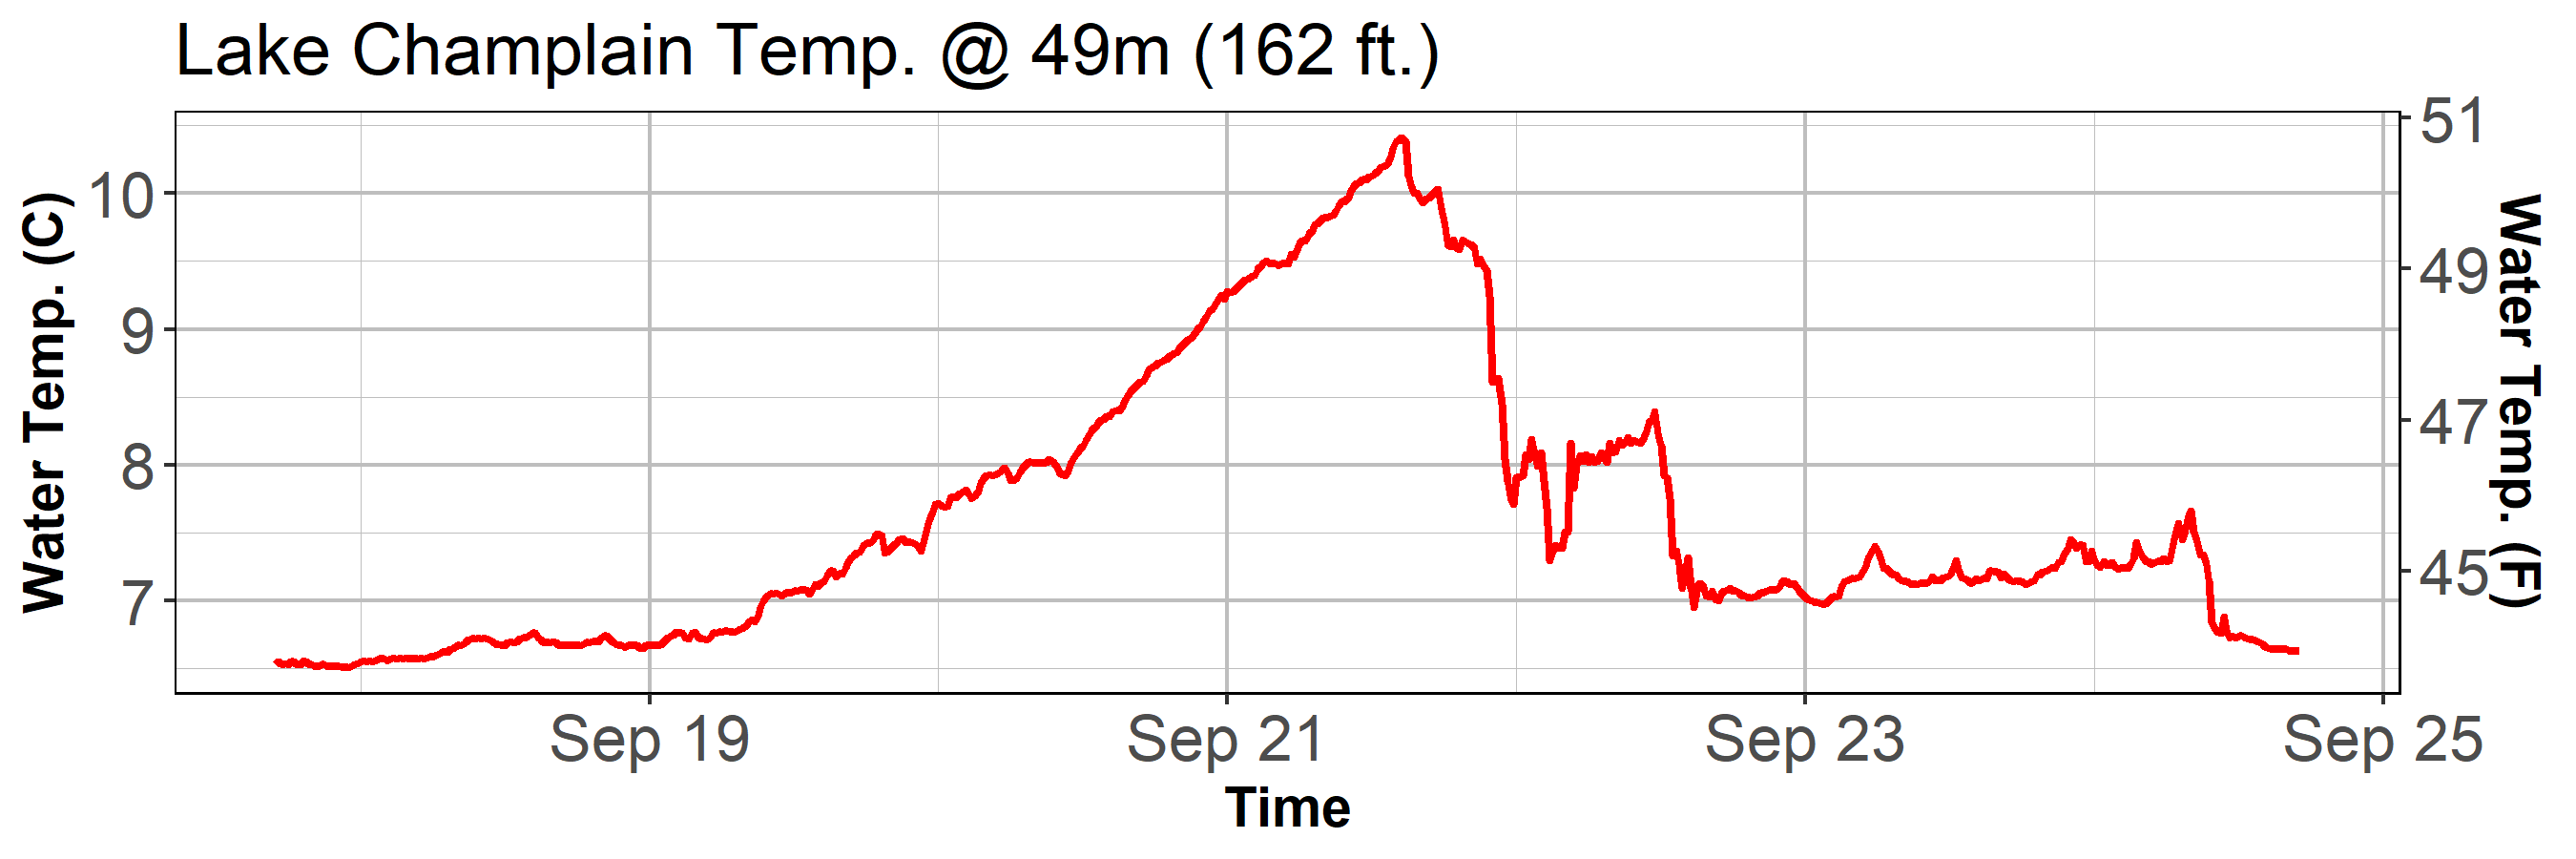 Lake Champlain Temp. @ 49m (162 ft.)
Water Temp. (C)
10
9
8
7
51
49
47
45
Water Temp. (F)
Sep 19
Sep 21
Sep 23
Sep 25
Time